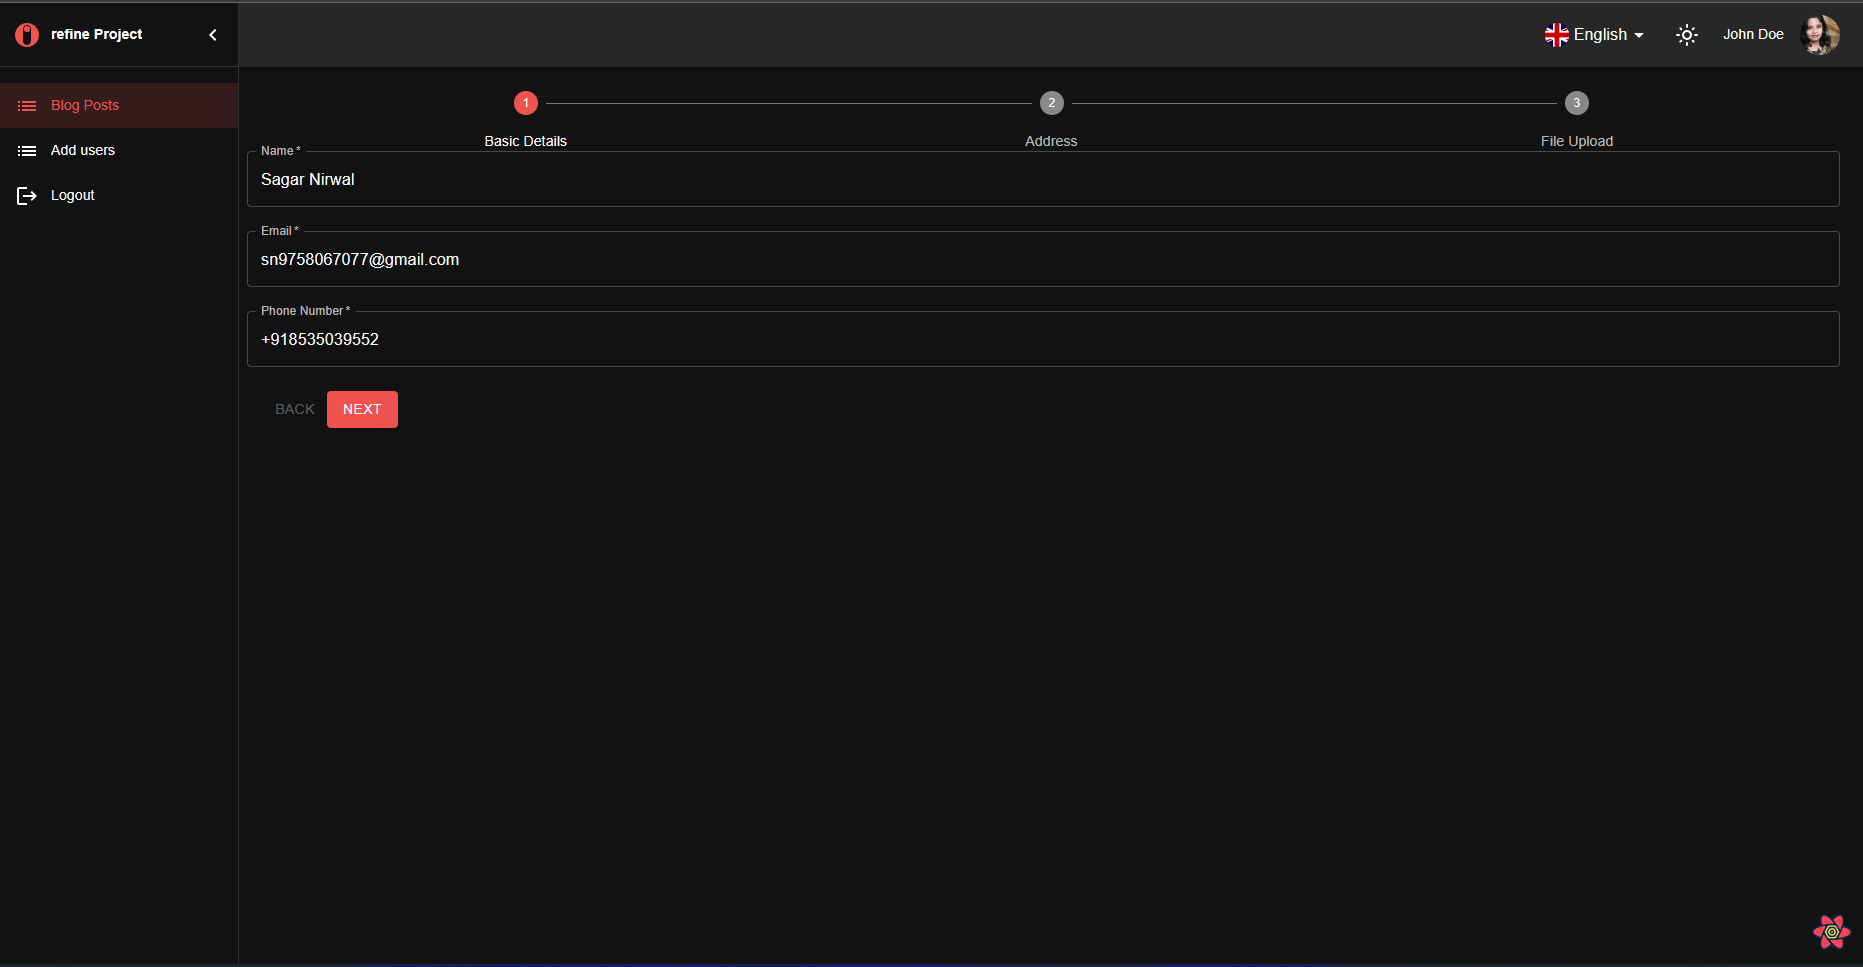 refine Project
English
John Doe
Blog Posts
Add users
Logout
1
2
3
Basic Details
Address
File Upload
Name *
Sagar Nirwal
Email *
sn9758067077@gmail.com
Phone Number *
+918535039552
BACK
NEXT